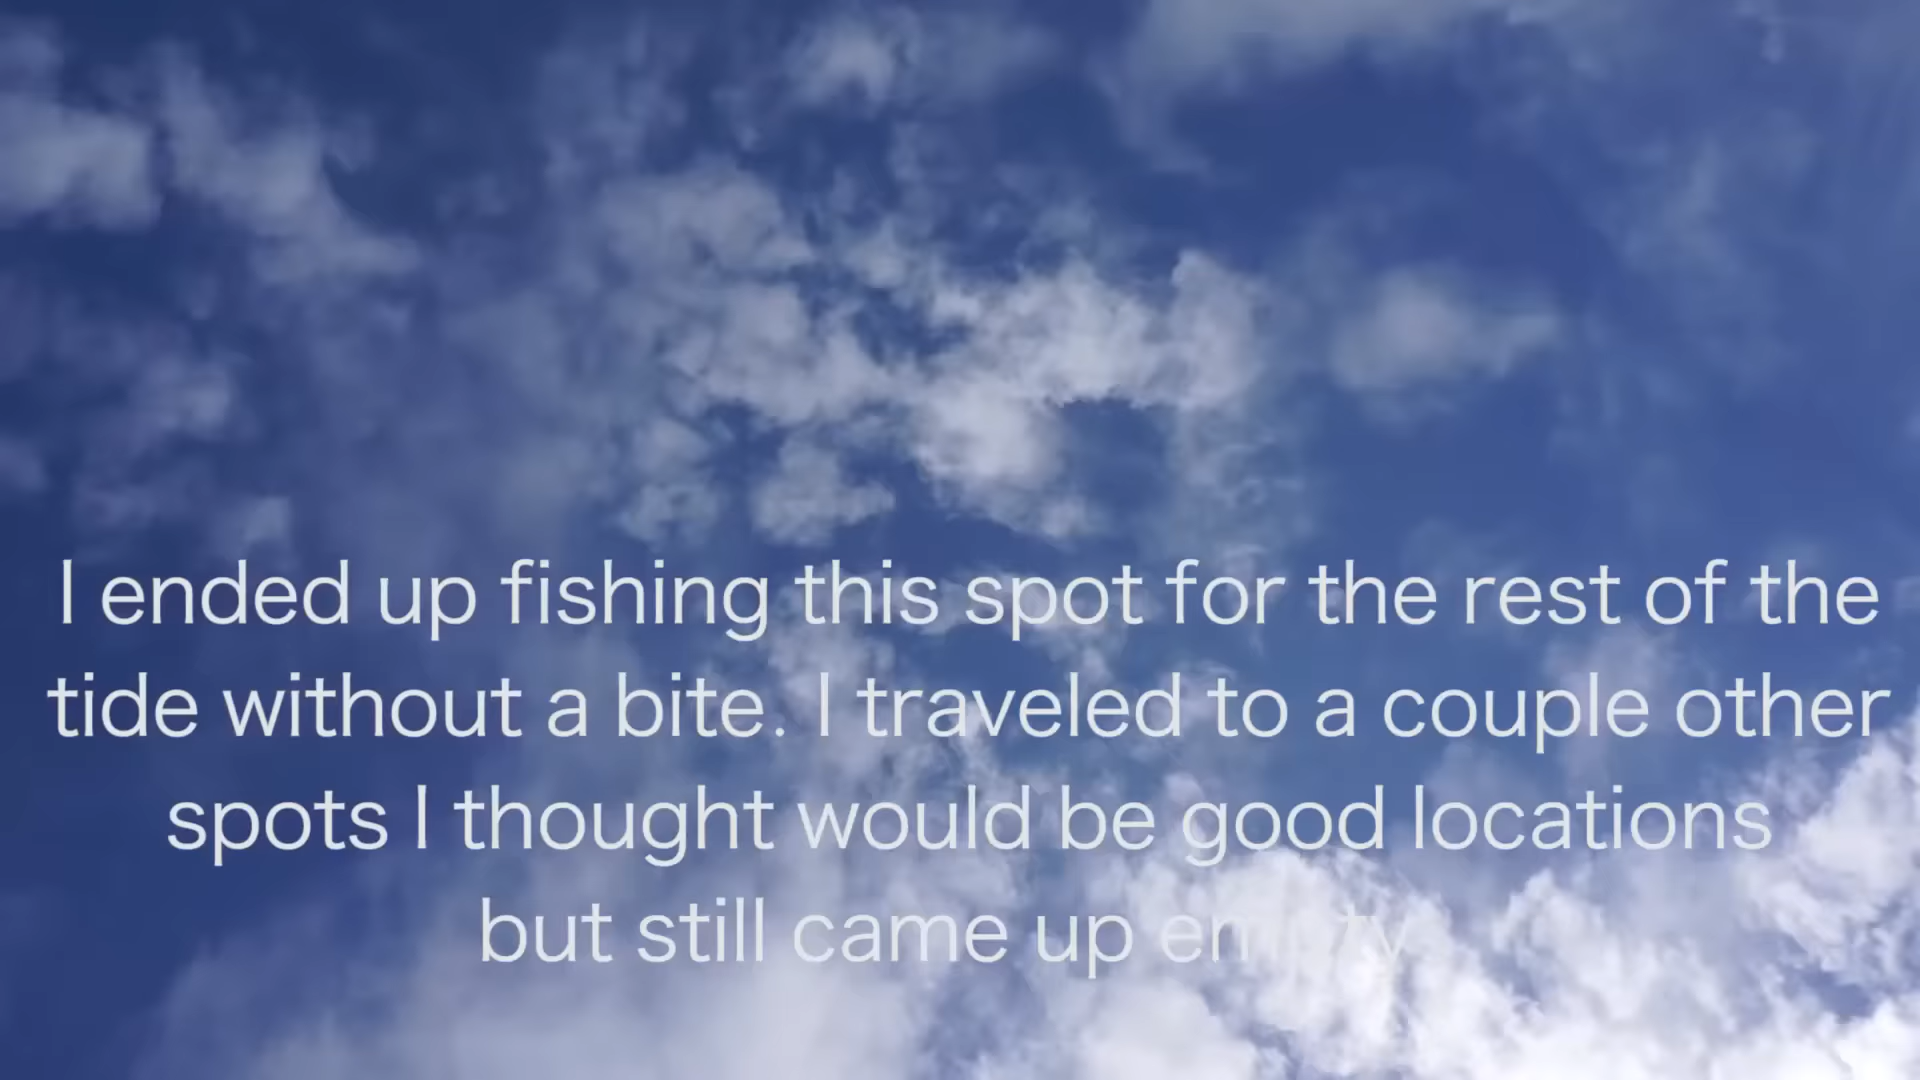 I ended up fishing this spot for the rest of the
tide without a bite. I traveled to a couple other
spots I thought would be good locations
but still came up